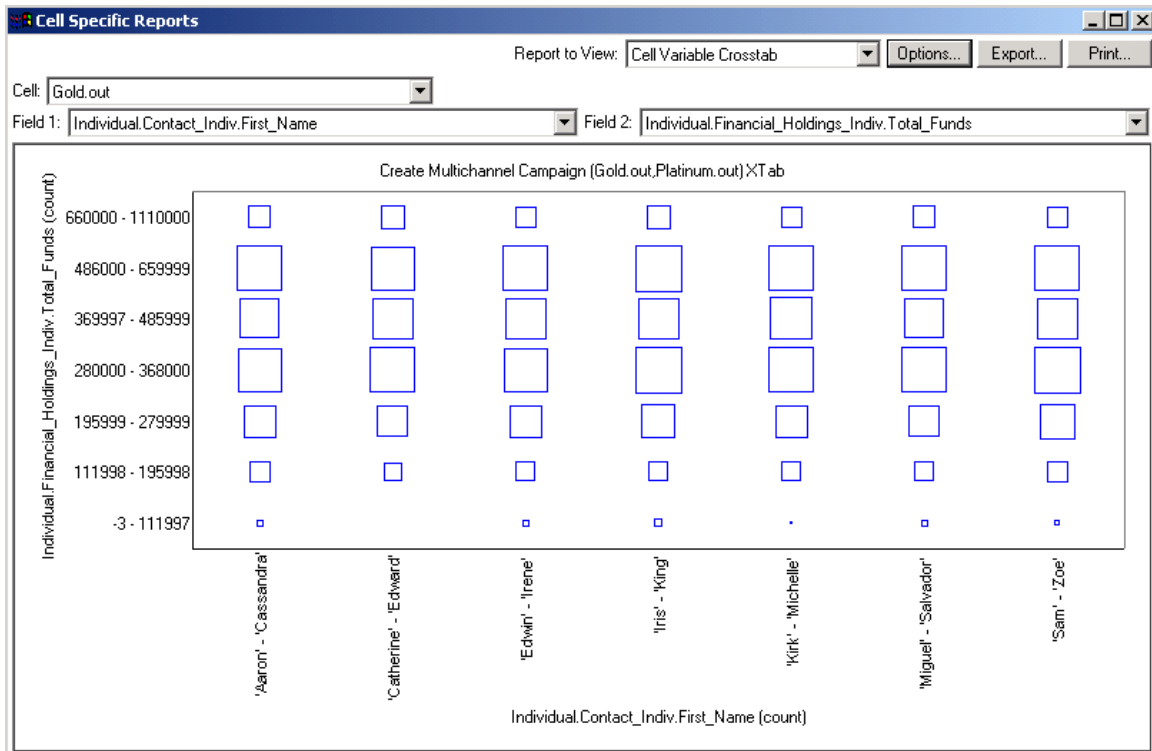 Cell Specific Reports
Report to View: Cell Variable Crosstab Options... Export... Print...
Cell: Gold.out
Field 1: Individual.Contact_Indiv.First_Name Field 2: Individual.Financial_Holdings_Indiv.Total_Funds
Create Multichannel Campaign (Gold.out,Platinum.out) XTab
Individual.Financial_Holdings_Indiv.Total_Funds (count)
660000 - 1110000
486000 - 659999
369997 - 485999
280000 - 368000
195999 - 279999
111998 - 195998
-3 - 111997
'Aaron' - 'Cassandra'
'Catherine' - 'Edward'
'Edwin' - 'Irene'
'Iris' - 'King'
'Kirk' - 'Michelle'
'Miguel' - 'Salvador'
'Sam' - 'Zoe'
Individual.Contact_Indiv.First_Name (count)